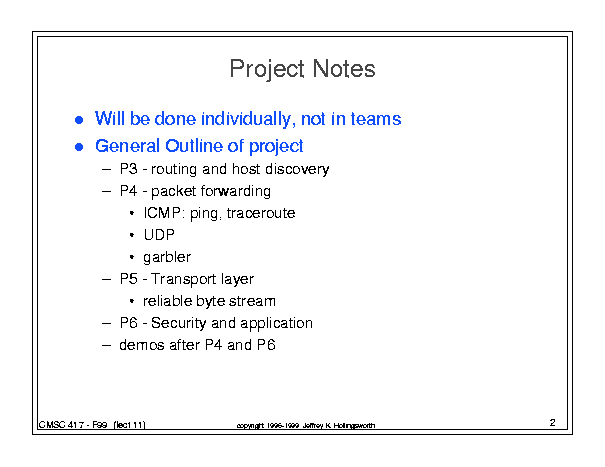 Project Notes
● Will be done individually, not in teams
● General Outline of project
– P3 - routing and host discovery
– P4 - packet forwarding
• ICMP: ping, traceroute
• UDP
• garbler
– P5 - Transport layer
• reliable byte stream
– P6 - Security and application
– demos after P4 and P6
CMSC 417 - F99 (lect 11)
copyright 1996-1999 Jeffrey K. Hollingsworth
2